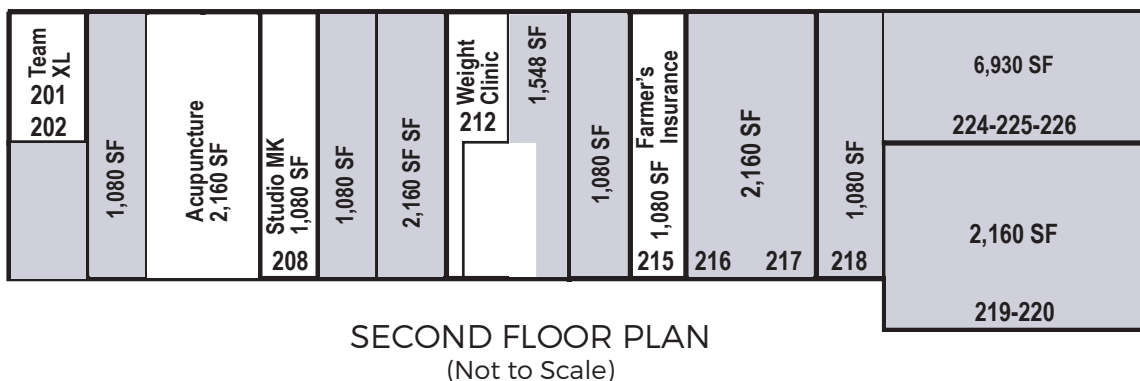 Team
XL
201
202
1,080 SF
Acupuncture
2,160 SF
Studio MK
1,080 SF
208
1,080 SF
2,160 SF SF
Weight
Clinic
212
1,548 SF
1,080 SF
Farmer's
Insurance
1,080 SF
215
2,160 SF
216 217
1,080 SF
218
6,930 SF
224-225-226
2,160 SF
219-220
SECOND FLOOR PLAN
(Not to Scale)